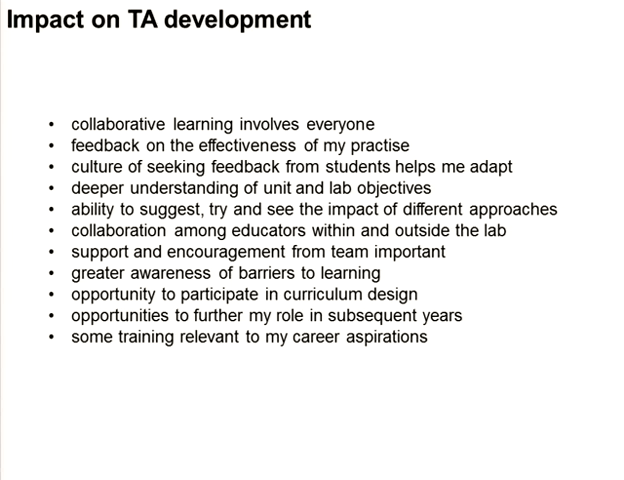 Impact on TA development
• collaborative learning involves everyone
• feedback on the effectiveness of my practise
• culture of seeking feedback from students helps me adapt
• deeper understanding of unit and lab objectives
• ability to suggest, try and see the impact of different approaches
• collaboration among educators within and outside the lab
• support and encouragement from team important
• greater awareness of barriers to learning
• opportunity to participate in curriculum design
• opportunities to further my role in subsequent years
• some training relevant to my career aspirations